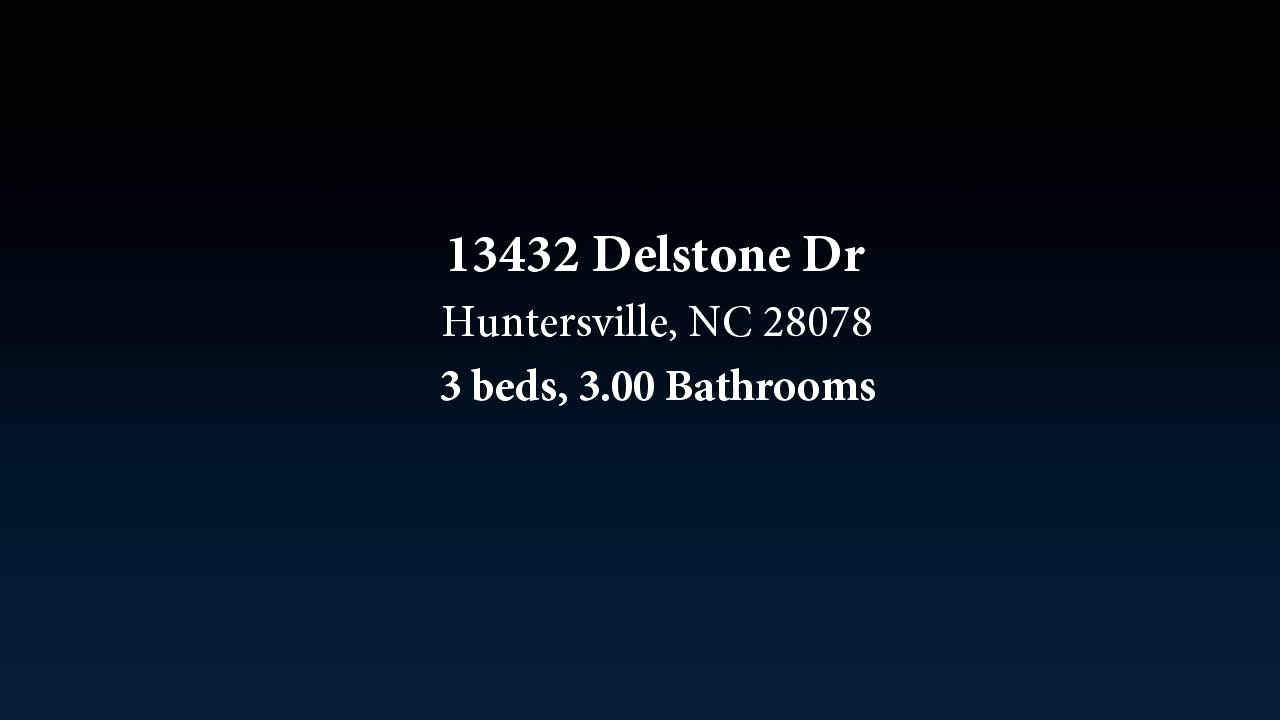 13432 Delstone Dr
Huntersville, NC 28078
3 beds, 3.00 Bathrooms